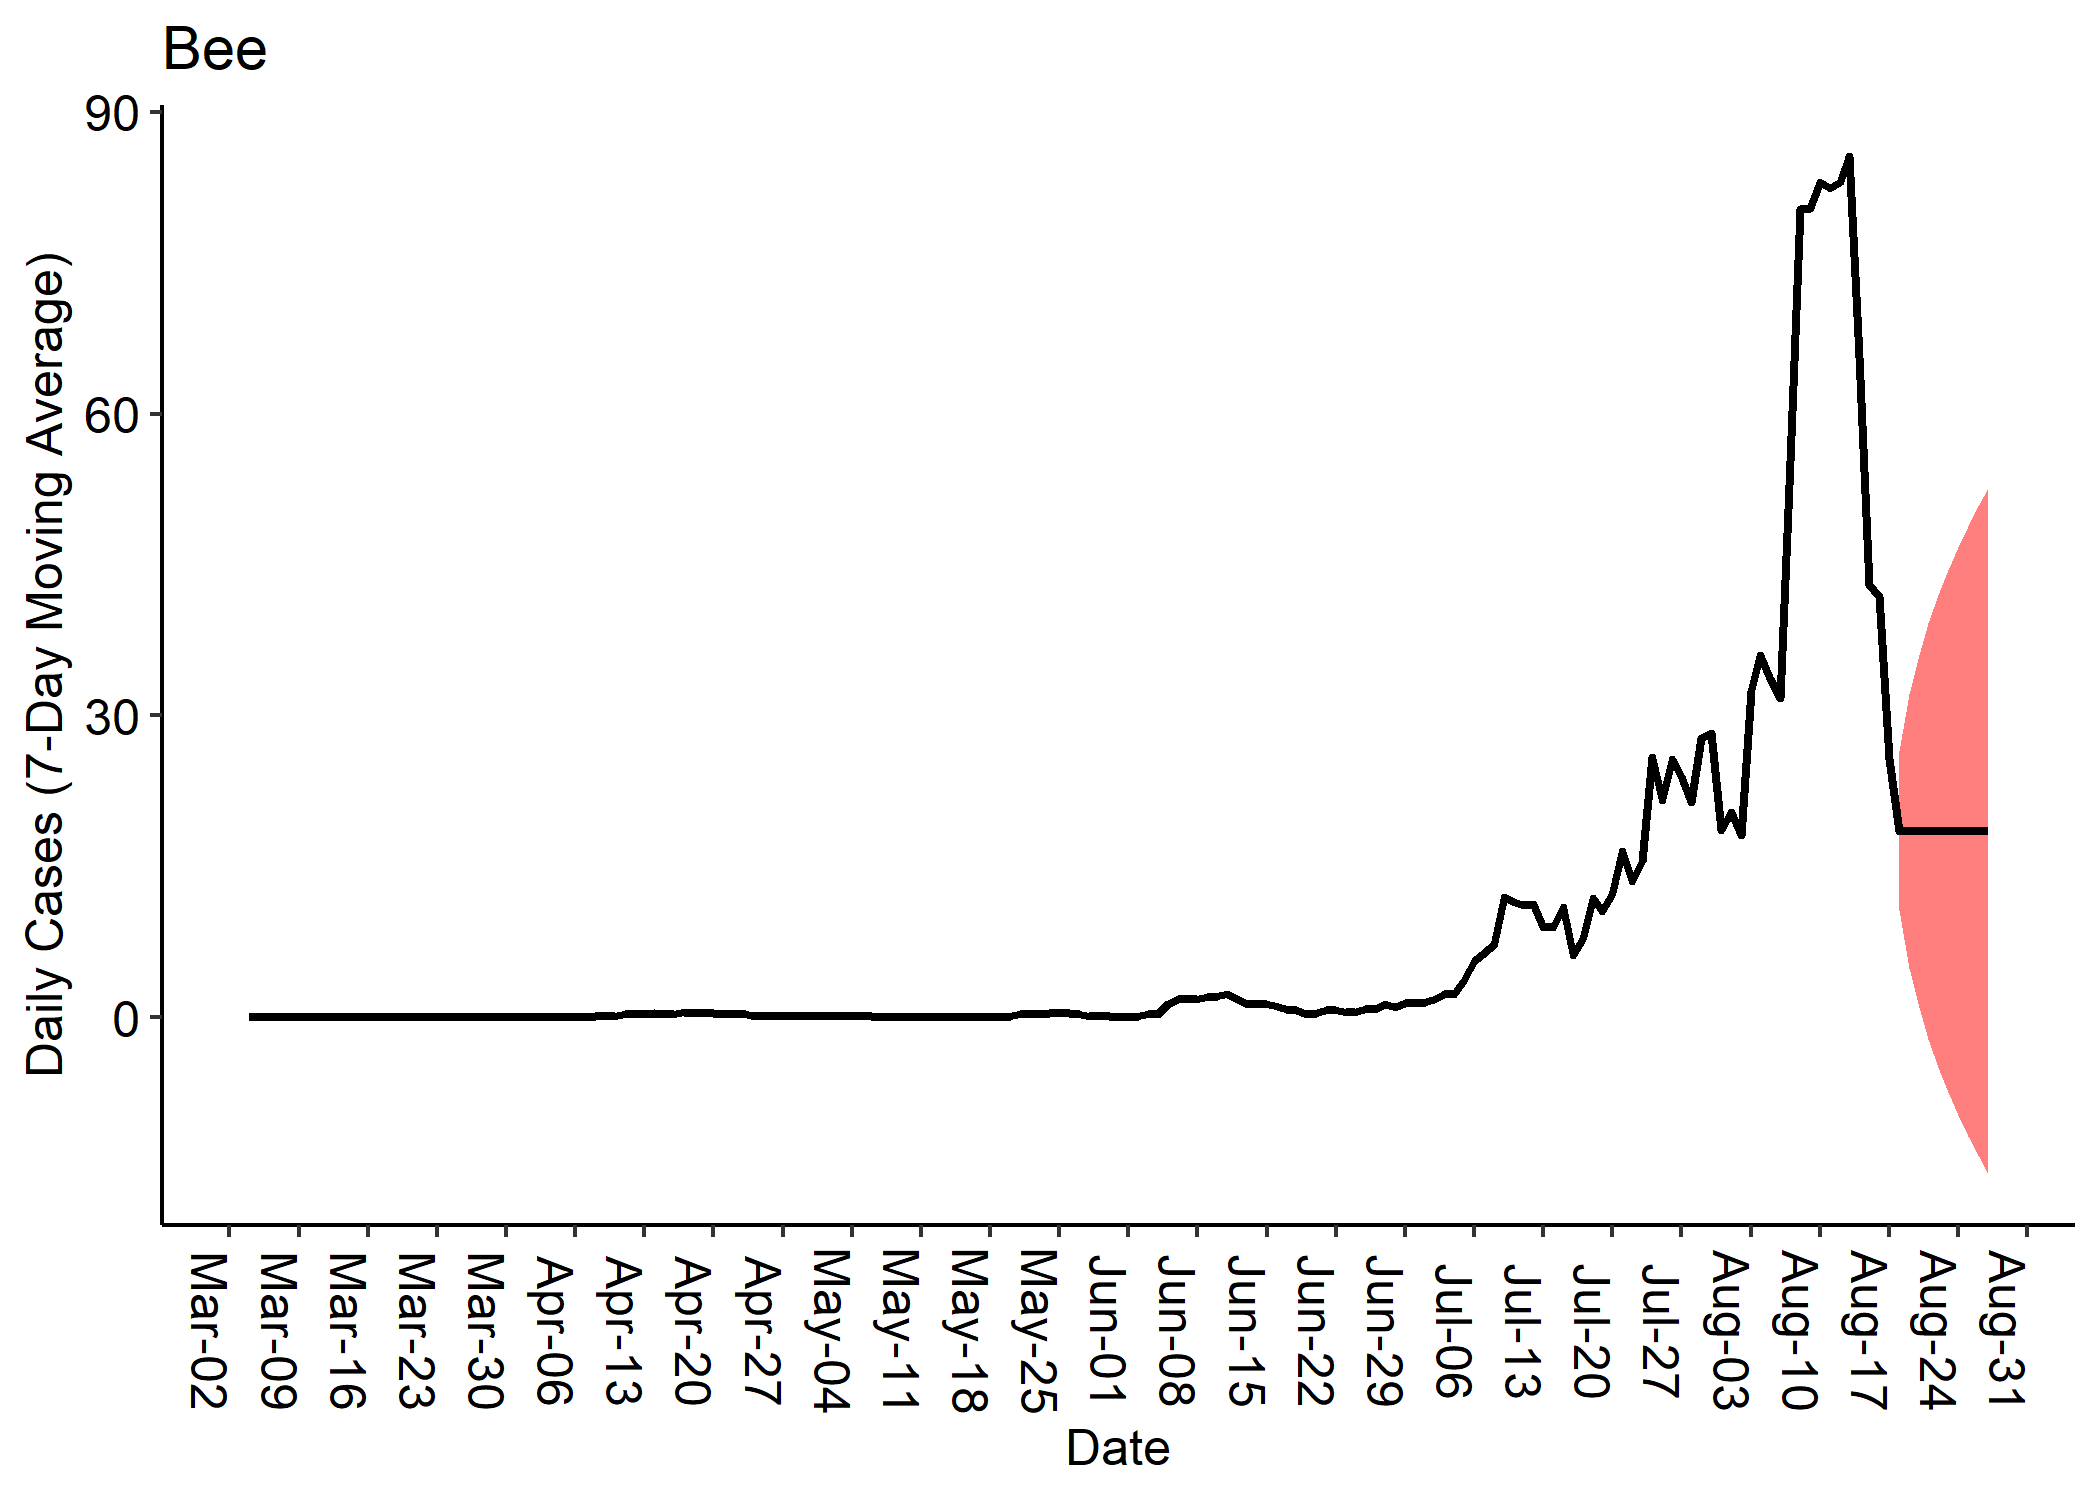 Bee
90
60
30
0
Daily Cases (7-Day Moving Average)
Mar-02
Mar-09
Mar-16
Mar-23
Mar-30
Apr-06
Apr-13
Apr-20
Apr-27
May-04
May-11
May-18
May-25
Jun-01
Jun-08
Jun-15
Jun-22
Jun-29
Jul-06
Jul-13
Jul-20
Jul-27
Aug-03
Aug-10
Aug-17
Aug-24
Aug-31
Date